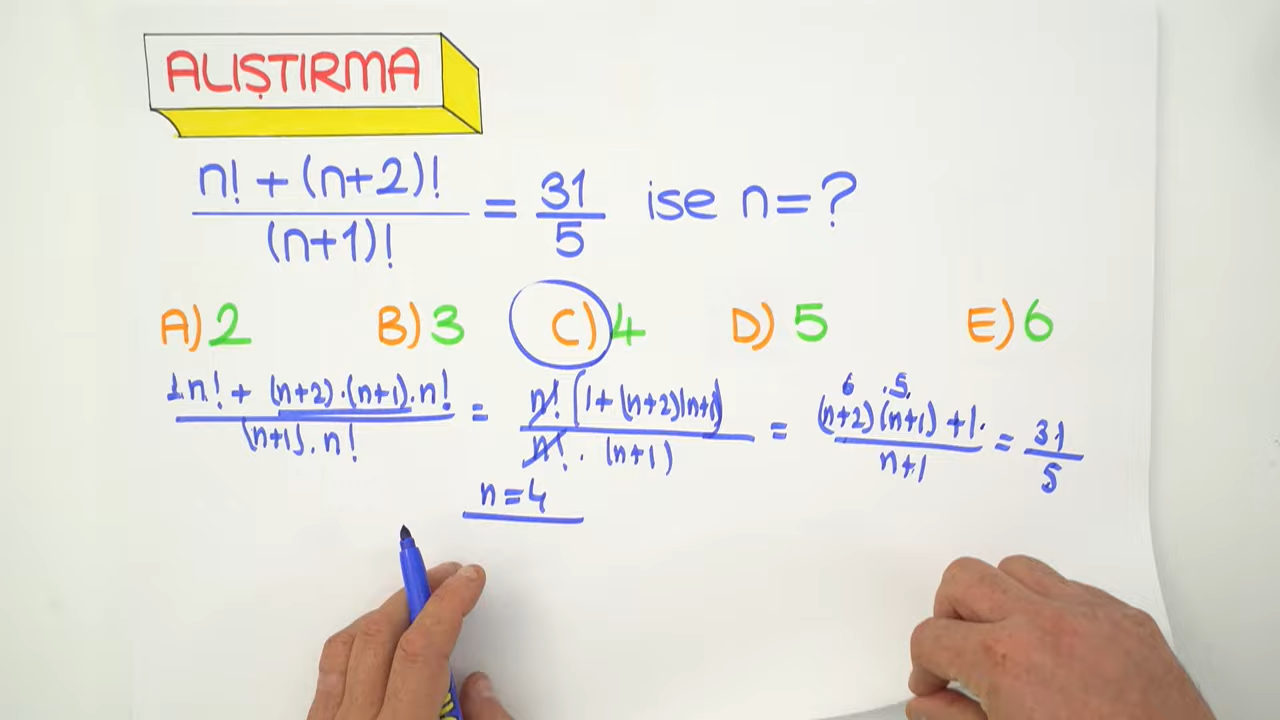 ALIŞTIRMA
n! + (n+2)! / (n+1)! = 31/5 ise n=?
A) 2 B) 3 C) 4 D) 5 E) 6
1.n! + (n+2).(n+1).n! / (n+1).n! = n!(1+(n+2)(n+1)) / n!.(n+1) = (n+2)(n+1)+1. / n+1 = 31/5
6 .5.
n=4